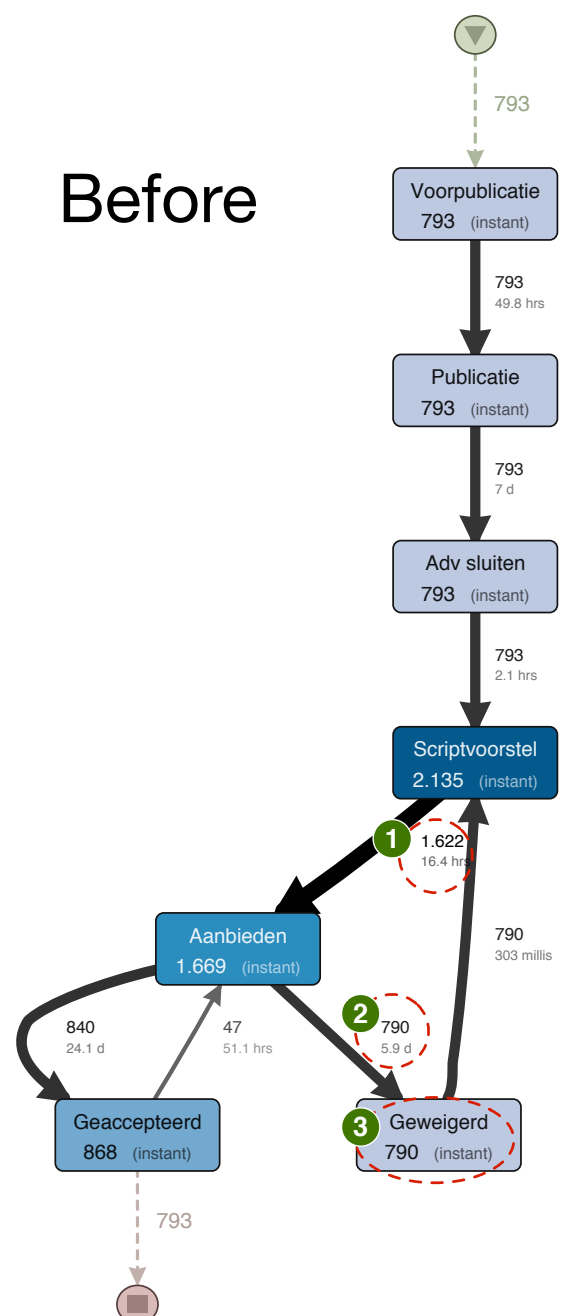 793
Before
Voorpublicatie
793 (instant)
793
49.8 hrs
Publicatie
793 (instant)
793
7 d
Adv sluiten
793 (instant)
793
2.1 hrs
Scriptvoorstel
2.135 (instant)
1
1.622
16.4 hrs
Aanbieden
1.669 (instant)
790
303 millis
840
24.1 d
47
51.1 hrs
2
790
5.9 d
Geaccepteerd
868 (instant)
3
Geweigerd
790 (instant)
793